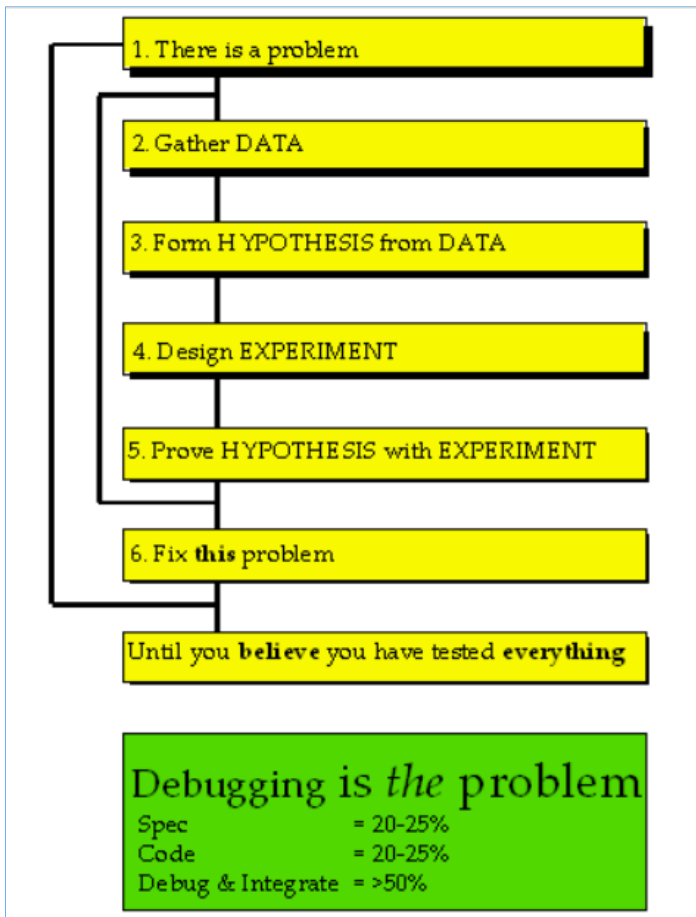 1. There is a problem
2. Gather DATA
3. Form HYPOTHESIS from DATA
4. Design EXPERIMENT
5. Prove HYPOTHESIS with EXPERIMENT
6. Fix this problem
Until you believe you have tested everything
Debugging is the problem
Spec = 20-25%
Code = 20-25%
Debug & Integrate = >50%